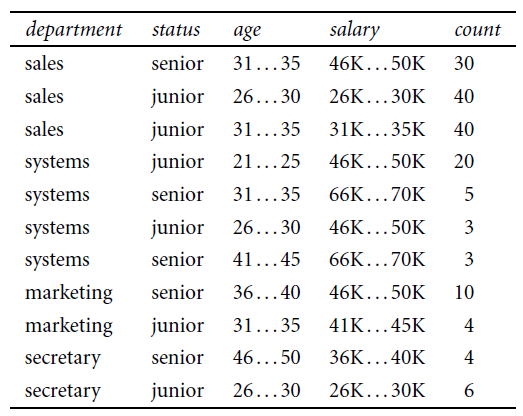 department status age salary count
sales senior 31...35 46K...50K 30
sales junior 26...30 26K...30K 40
sales junior 31...35 31K...35K 40
systems junior 21...25 46K...50K 20
systems senior 31...35 66K...70K 5
systems junior 26...30 46K...50K 3
systems senior 41...45 66K...70K 3
marketing senior 36...40 46K...50K 10
marketing junior 31...35 41K...45K 4
secretary senior 46...50 36K...40K 4
secretary junior 26...30 26K...30K 6